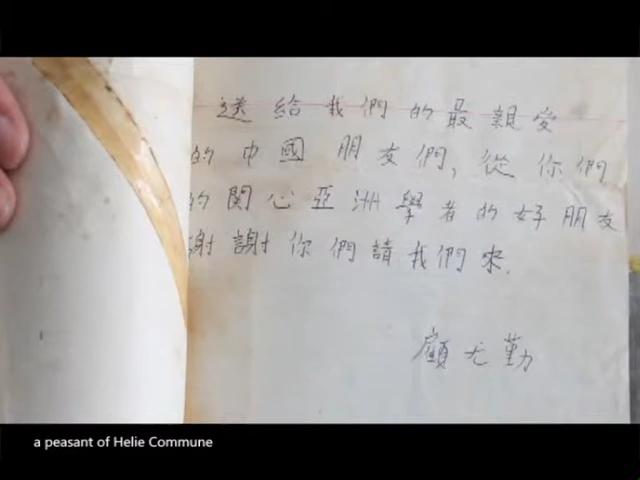 送給我們的最親愛
的中國朋友們,從你們
的関心亞洲學者的好朋友
謝謝你們請我們來.
顧尤勤
a peasant of Helie Commune